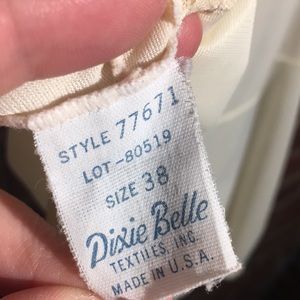 STYLE 77671
LOT-80519
SIZE 38
Dixie Belle
TEXTILES, INC.
MADE IN U.S.A.